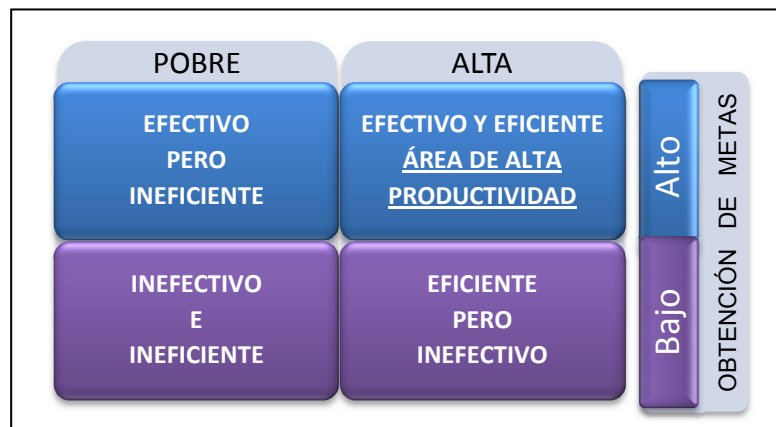 POBRE
ALTA
EFECTIVO
PERO
INEFICIENTE
EFECTIVO Y EFICIENTE
ÁREA DE ALTA
PRODUCTIVIDAD
Alto
INEFECTIVO
E
INEFICIENTE
EFICIENTE
PERO
INEFECTIVO
Bajo
OBTENCIÓN DE METAS